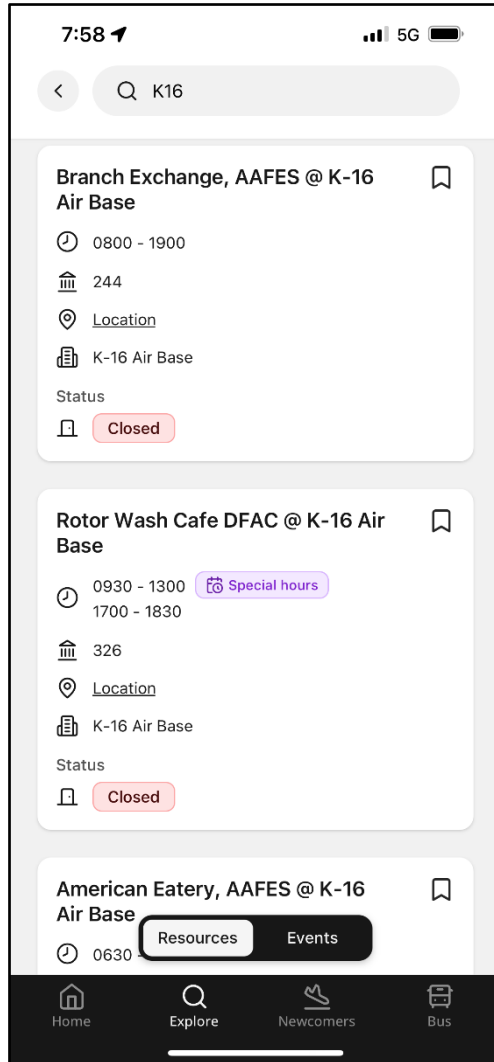 7:58
5G
K16
Branch Exchange, AAFES @ K-16
Air Base
0800 - 1900
244
Location
K-16 Air Base
Status
Closed
Rotor Wash Cafe DFAC @ K-16 Air
Base
0930 - 1300 Special hours
1700 - 1830
326
Location
K-16 Air Base
Status
Closed
American Eatery, AAFES @ K-16
Air Base
0630 -
Resources Events
Home Explore Newcomers Bus